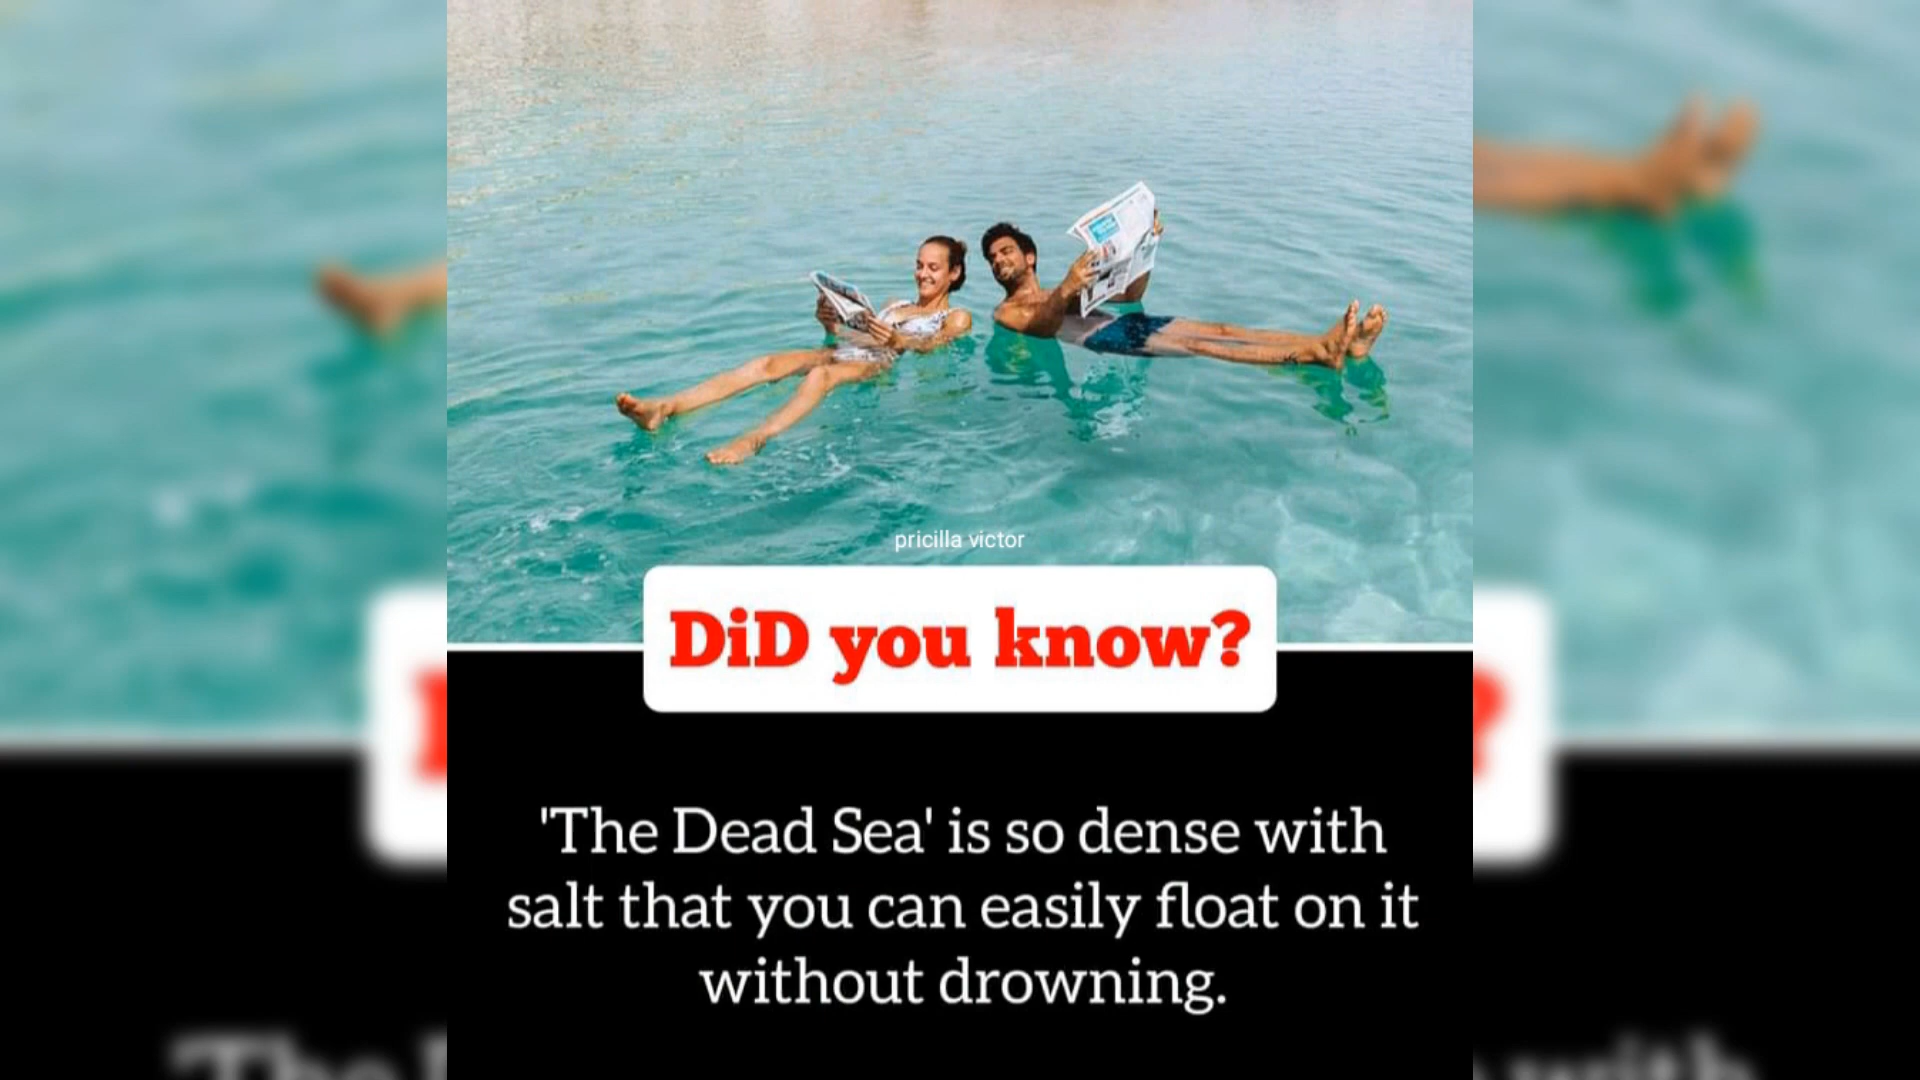 pricilla victor
DiD you know?
'The Dead Sea' is so dense with
salt that you can easily float on it
without drowning.